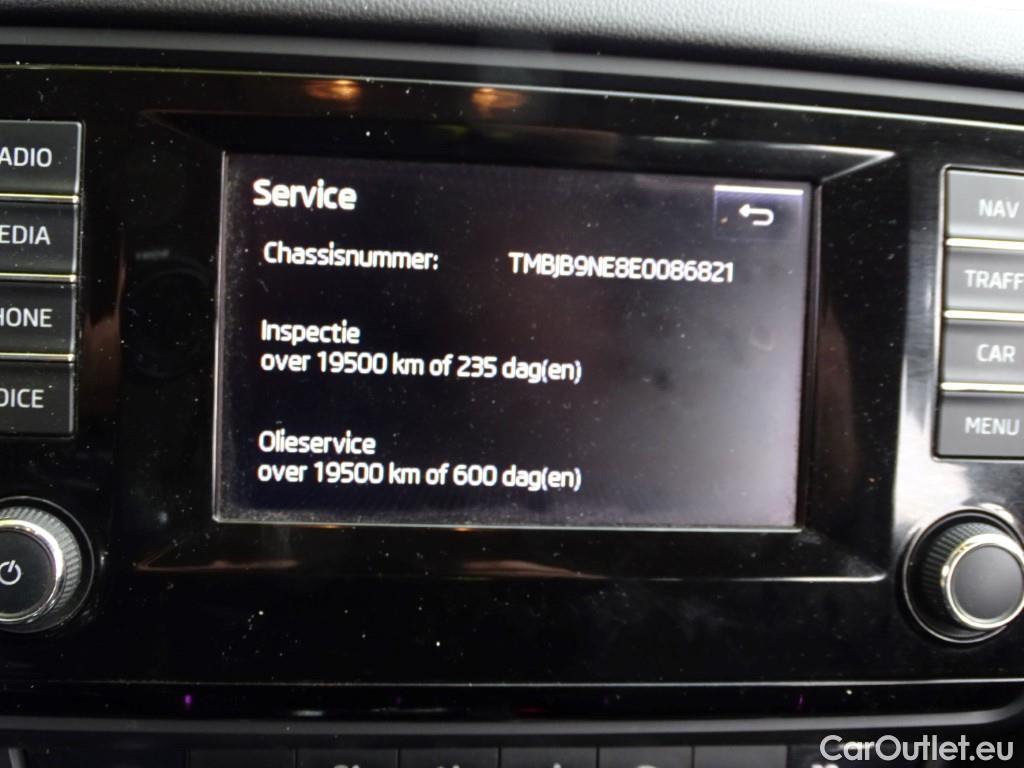 Service
Chassisnummer: TMBJB9NE8E0086821
Inspectie
over 19500 km of 235 dag(en)
Olieservice
over 19500 km of 600 dag(en)
ADIO
EDIA
HONE
OICE
NAV
TRAFF
CAR
MENU
CarOutlet.eu